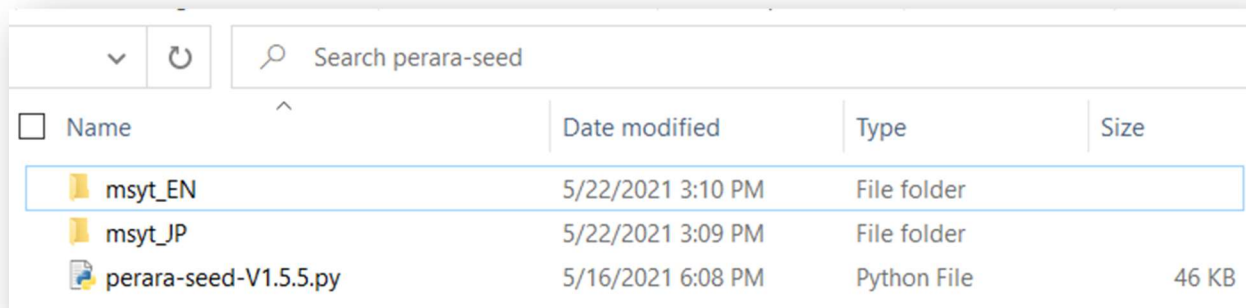 Search perara-seed
Name Date modified Type Size
msyt_EN 5/22/2021 3:10 PM File folder
msyt_JP 5/22/2021 3:09 PM File folder
perara-seed-V1.5.5.py 5/16/2021 6:08 PM Python File 46 KB